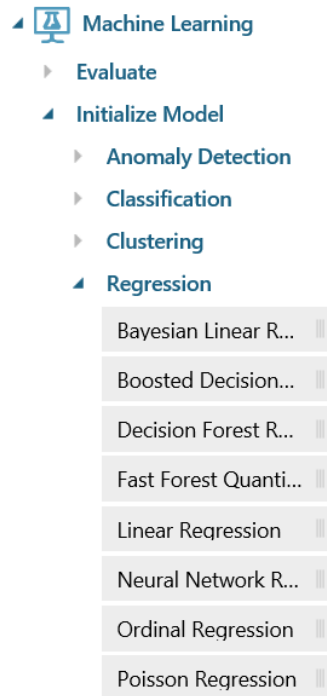 Machine Learning
Evaluate
Initialize Model
Anomaly Detection
Classification
Clustering
Regression
Bayesian Linear R...
Boosted Decision...
Decision Forest R...
Fast Forest Quanti...
Linear Regression
Neural Network R...
Ordinal Regression
Poisson Regression